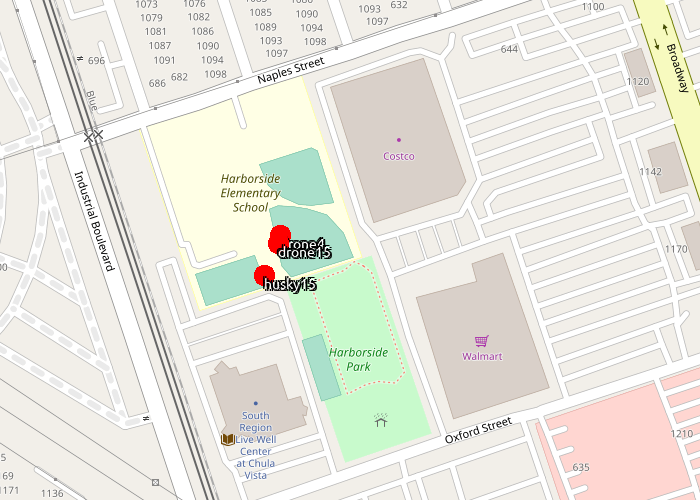 1073
1079
1081
1087
1091
1076
1082
1086
1090
1094
1098
1085
1089
1093
1097
1090
1094
1098
1093
1097
632
696
686
682
Naples Street
644
1100
1120
Broadway
1142
1170
Blue
Industrial Boulevard
Costco
Harborside
Elementary
School
drone15
husky15
Walmart
Harborside
Park
South
Region
Live Well
Center
at Chula
Vista
Oxford Street
635
1210
169
1171
1136